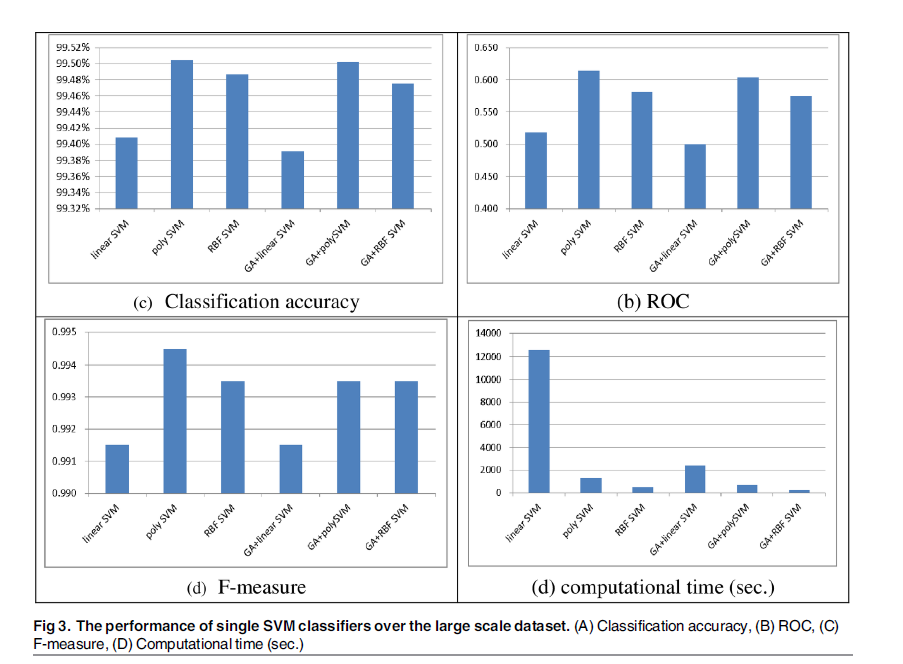 99.52%
99.50%
99.48%
99.46%
99.44%
99.42%
99.40%
99.38%
99.36%
99.34%
99.32%
linear SVM
poly SVM
RBF SVM
GA+linear SVM
GA+polySVM
GA+RBF SVM
(c) Classification accuracy
0.650
0.600
0.550
0.500
0.450
0.400
linear SVM
poly SVM
RBF SVM
GA+linear SVM
GA+polySVM
GA+RBF SVM
(b) ROC
0.995
0.994
0.993
0.992
0.991
0.990
linear SVM
poly SVM
RBF SVM
GA+linear SVM
GA+polySVM
GA+RBF SVM
(d) F-measure
14000
12000
10000
8000
6000
4000
2000
0
linear SVM
poly SVM
RBF SVM
GA+linear SVM
GA+polySVM
GA+RBF SVM
(d) computational time (sec.)
Fig 3. The performance of single SVM classifiers over the large scale dataset. (A) Classification accuracy, (B) ROC, (C)
F-measure, (D) Computational time (sec.)